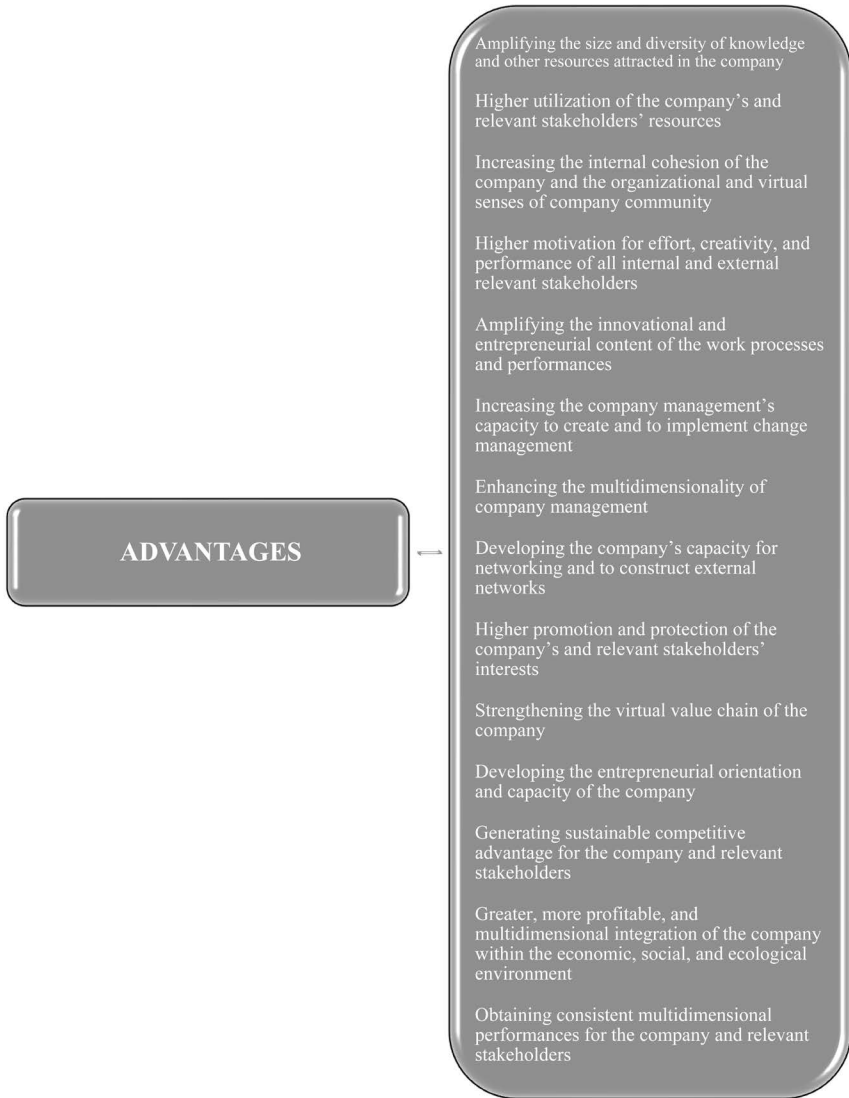 ADVANTAGES
Amplifying the size and diversity of knowledge
and other resources attracted in the company
Higher utilization of the company’s and
relevant stakeholders’ resources
Increasing the internal cohesion of the
company and the organizational and virtual
senses of company community
Higher motivation for effort, creativity, and
performance of all internal and external
relevant stakeholders
Amplifying the innovational and
entrepreneurial content of the work processes
and performances
Increasing the company management’s
capacity to create and to implement change
management
Enhancing the multidimensionality of
company management
Developing the company’s capacity for
networking and to construct external
networks
Higher promotion and protection of the
company’s and relevant stakeholders’
interests
Strengthening the virtual value chain of the
company
Developing the entrepreneurial orientation
and capacity of the company
Generating sustainable competitive
advantage for the company and relevant
stakeholders
Greater, more profitable, and
multidimensional integration of the company
within the economic, social, and ecological
environment
Obtaining consistent multidimensional
performances for the company and relevant
stakeholders